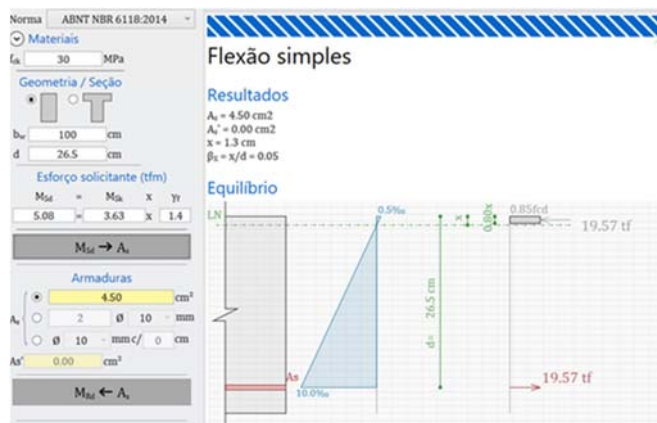 Norma ABNT NBR 6118:2014
Materiais
fck 30 MPa
Geometria / Seção
bw 100 cm
d 26.5 cm
Esforço solicitante (tfm)
MSd = MSk x γf
5.08 = 3.63 x 1.4
MSd → As
Armaduras
4.50 cm²
As 2 Ø 10 mm
Ø 10 mm c/ 0 cm
As' 0.00 cm²
MRd ← As
Flexão simples
Resultados
As = 4.50 cm2
As' = 0.00 cm2
x = 1.3 cm
βx = x/d = 0.05
Equilíbrio
LN
0.5‰
x
0.80x
0.85fcd
19.57 tf
d= 26.5 cm
As
10.0‰
19.57 tf